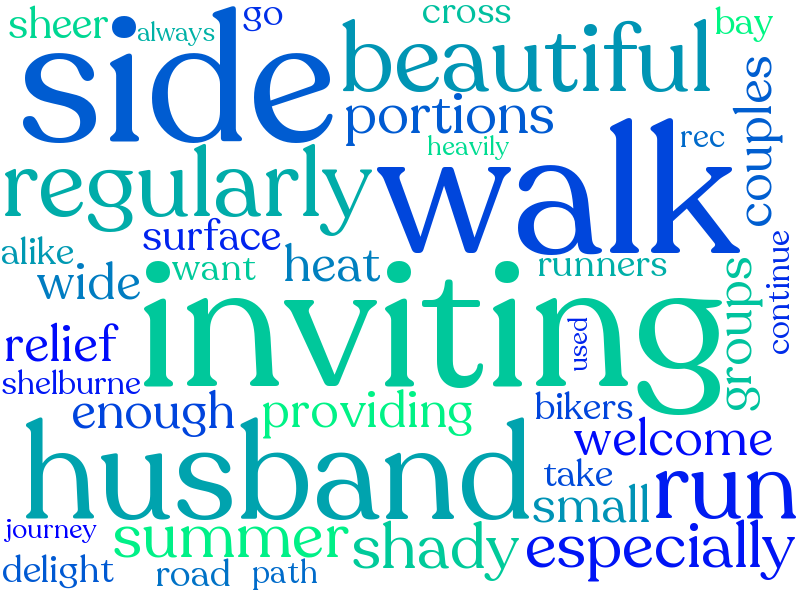 sheer
always
go
cross
bay
side
beautiful
couples
portions
heavily
rec
regularly
walk
surface
alike
want
heat
runners
continue
wide
inviting
groups
relief
used
shelburne
enough
providing
bikers
welcome
husband
take
small
run
journey
summer
shady
especially
delight
road
path